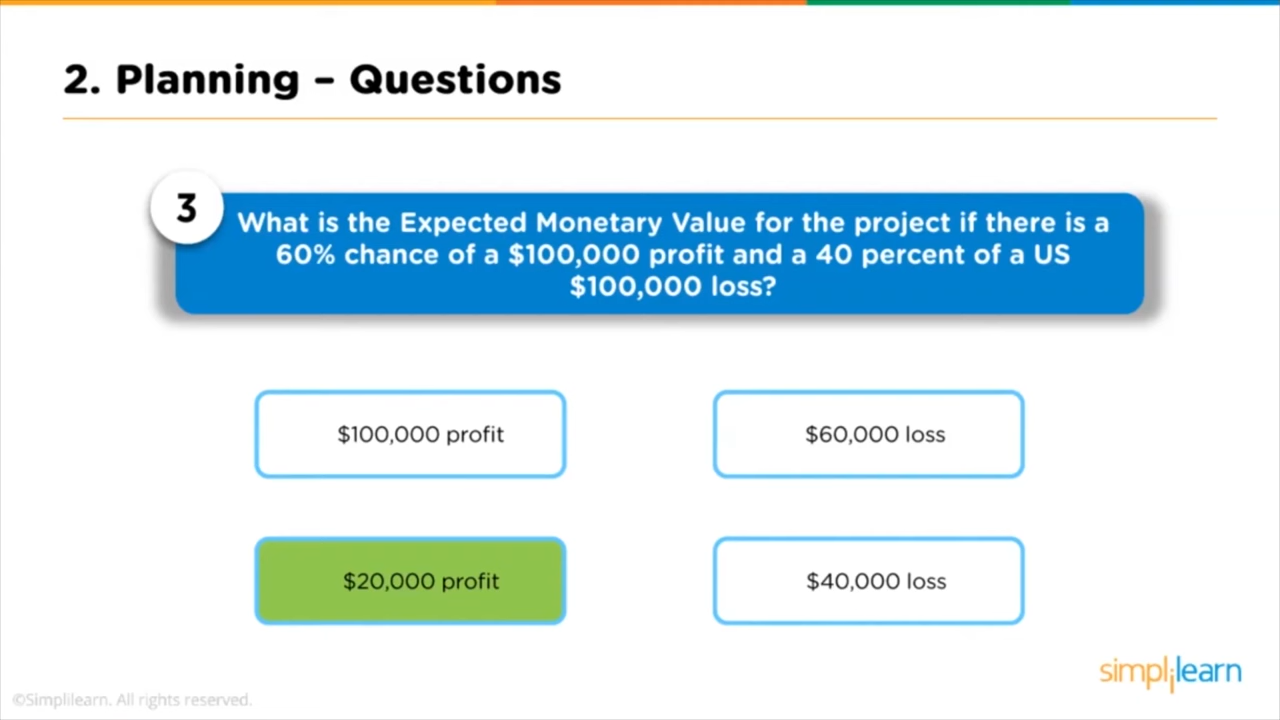 2. Planning – Questions
3
What is the Expected Monetary Value for the project if there is a
60% chance of a $100,000 profit and a 40 percent of a US
$100,000 loss?
$100,000 profit
$60,000 loss
$20,000 profit
$40,000 loss
simplilearn
©Simplilearn. All rights reserved.